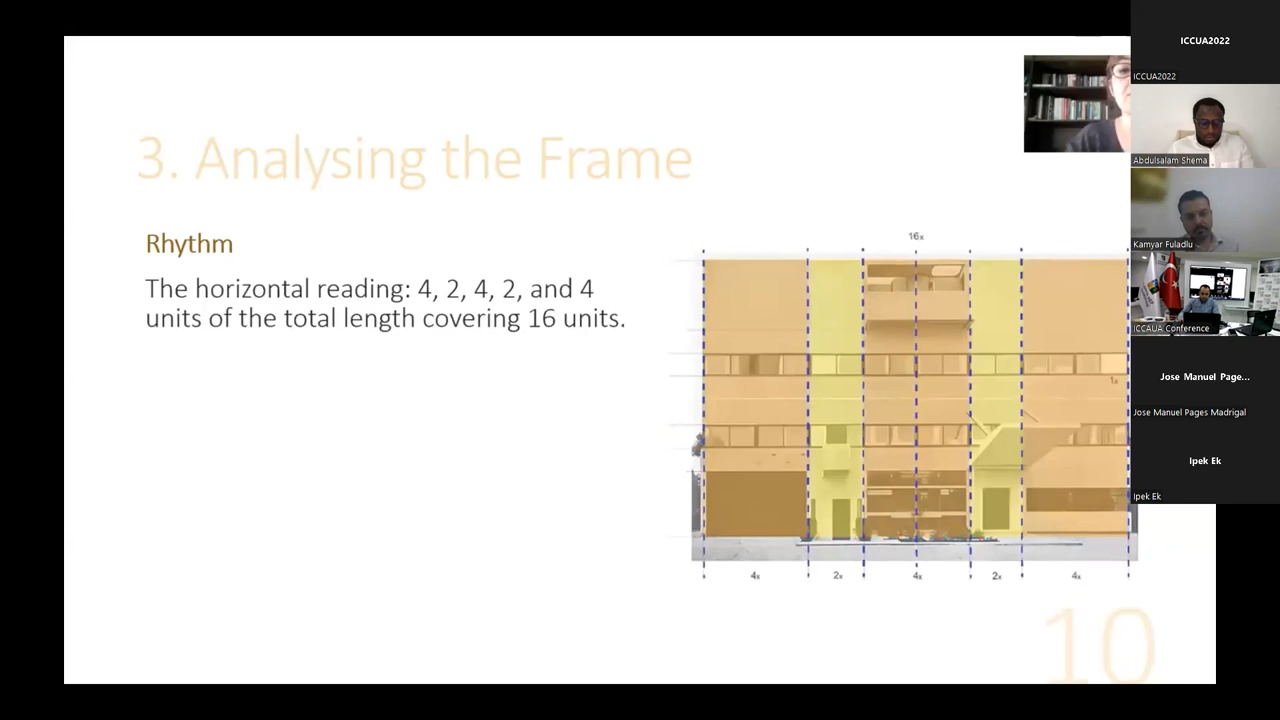 3. Analysing the Frame
Rhythm
The horizontal reading: 4, 2, 4, 2, and 4
units of the total length covering 16 units.
16x
1x
4x
2x
4x
2x
4x
10
ICCUA2022
ICCUA2022
Abdulsalam Shema
Kamyar Fuladlu
ICCAUA Conference
Jose Manuel Page...
Jose Manuel Pages Madrigal
Ipek Ek
Ipek Ek